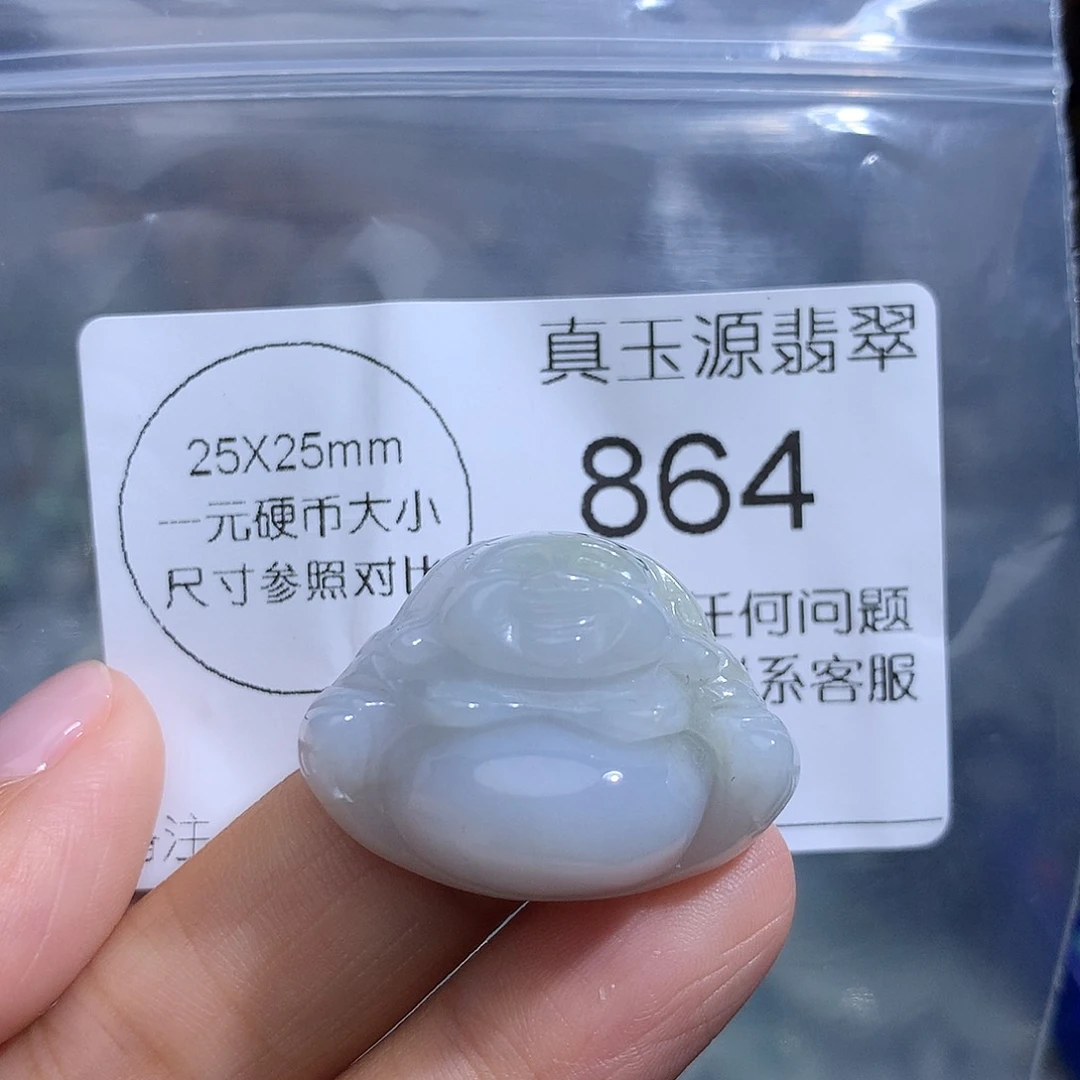 真玉源翡翠
864
25X25mm
一元硬币大小
尺寸参照对比
任何问题
系客服
注